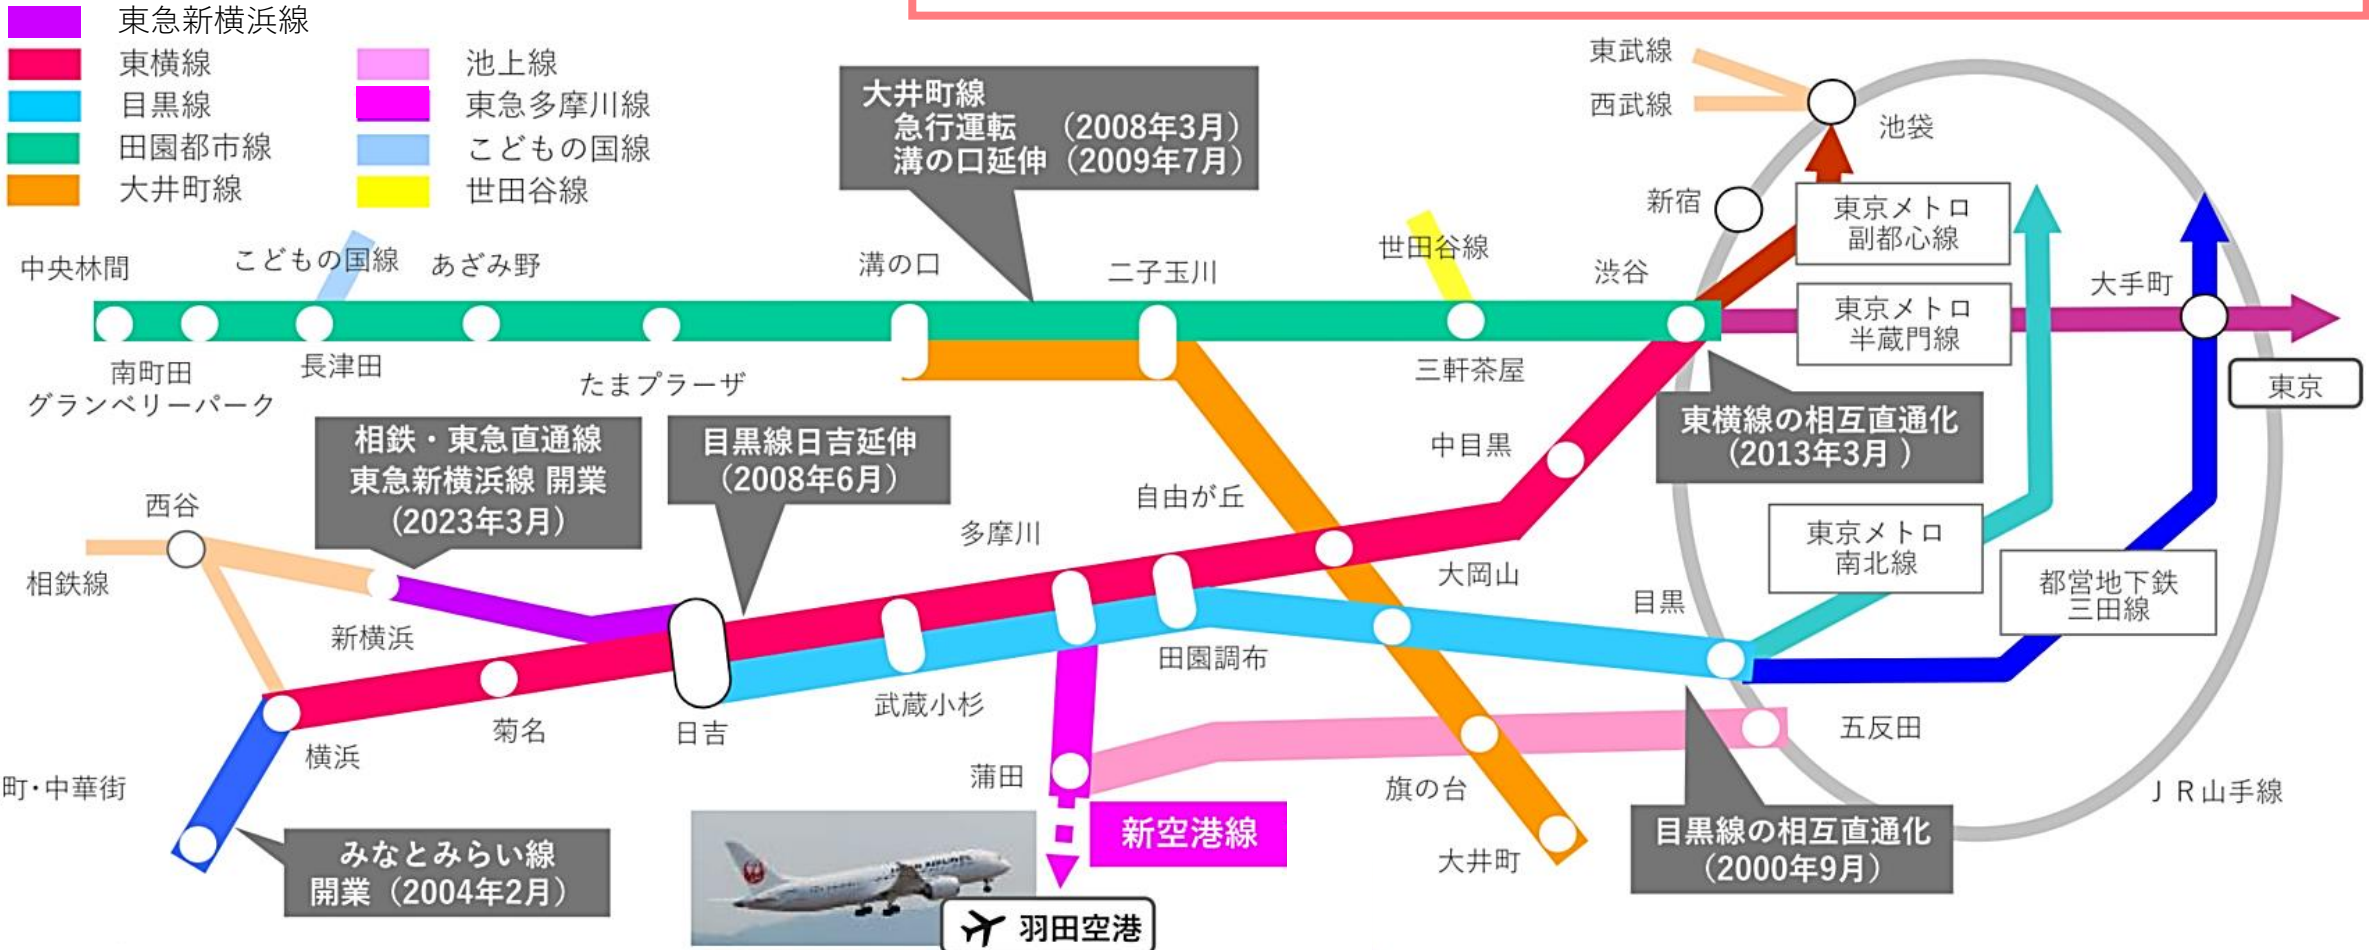 東急新横浜線
東横線
目黒線
田園都市線
大井町線
池上線
東急多摩川線
こどもの国線
世田谷線
大井町線
急行運転 （2008年3月）
溝の口延伸（2009年7月）
東武線
西武線
池袋
新宿
東京メトロ
副都心線
中央林間
こどもの国線
あざみ野
溝の口
二子玉川
世田谷線
渋谷
東京メトロ
半蔵門線
大手町
東京
南町田
グランベリーパーク
長津田
たまプラーザ
三軒茶屋
相鉄・東急直通線
東急新横浜線 開業
（2023年3月）
目黒線日吉延伸
（2008年6月）
中目黒
東横線の相互直通化
（2013年3月 ）
西谷
自由が丘
多摩川
相鉄線
新横浜
大岡山
東京メトロ
南北線
目黒
都営地下鉄
三田線
田園調布
武蔵小杉
菊名
日吉
横浜
町・中華街
蒲田
旗の台
五反田
ＪＲ山手線
みなとみらい線
開業（2004年2月）
新空港線
大井町
目黒線の相互直通化
（2000年9月）
羽田空港